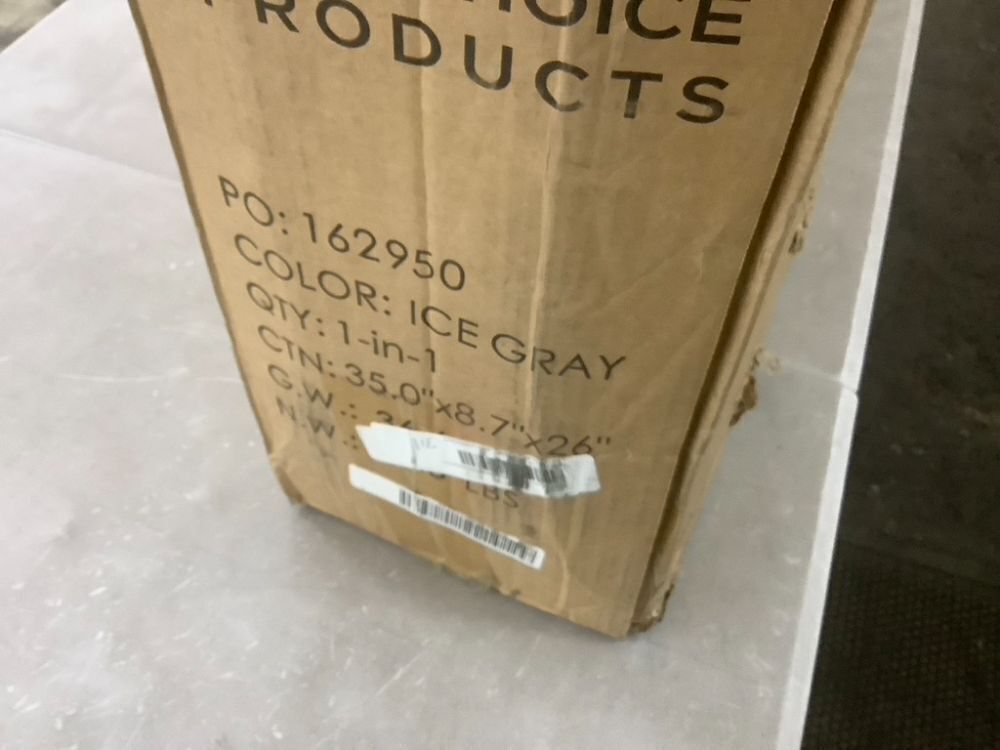 PRODUCTS
PO: 162950
COLOR: ICE GRAY
QTY: 1-in-1
CTN: 35.0"x8.7"x26"
G.W.:
N.W.: LBS